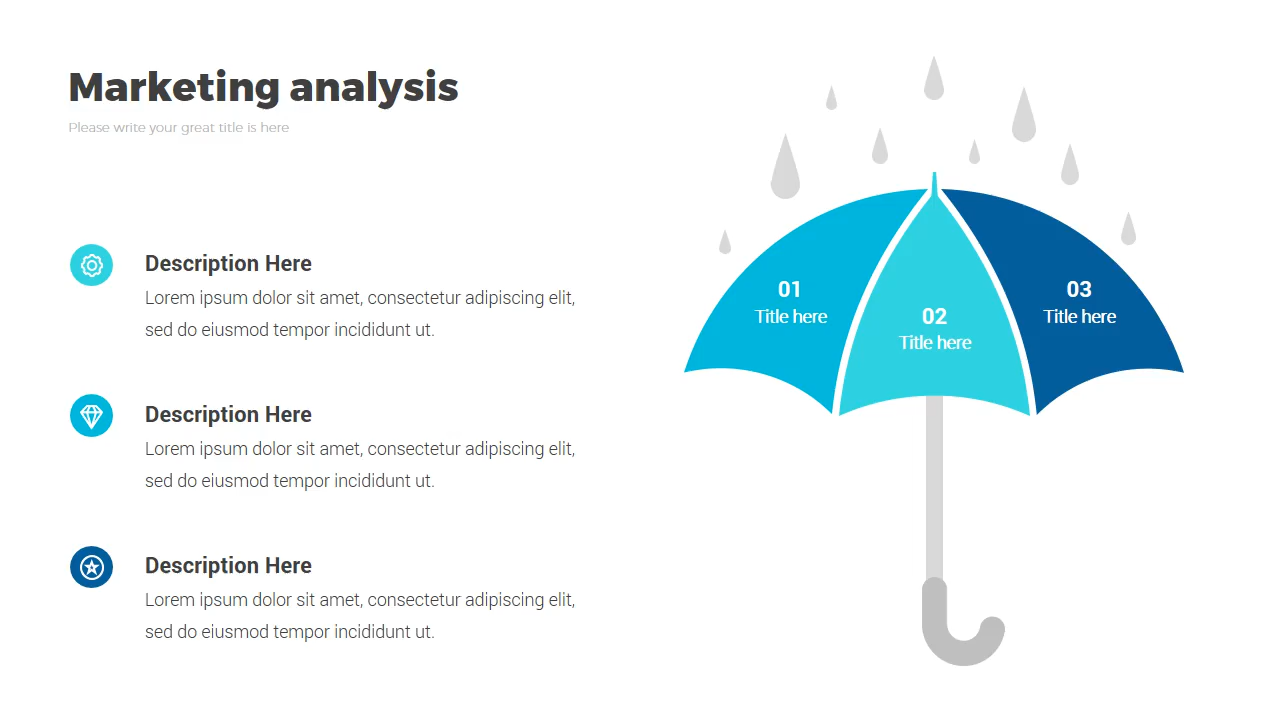 Marketing analysis
Please write your great title is here
Description Here
Lorem ipsum dolor sit amet, consectetur adipiscing elit,
sed do eiusmod tempor incididunt ut.
Description Here
Lorem ipsum dolor sit amet, consectetur adipiscing elit,
sed do eiusmod tempor incididunt ut.
Description Here
Lorem ipsum dolor sit amet, consectetur adipiscing elit,
sed do eiusmod tempor incididunt ut.
01
Title here
02
Title here
03
Title here